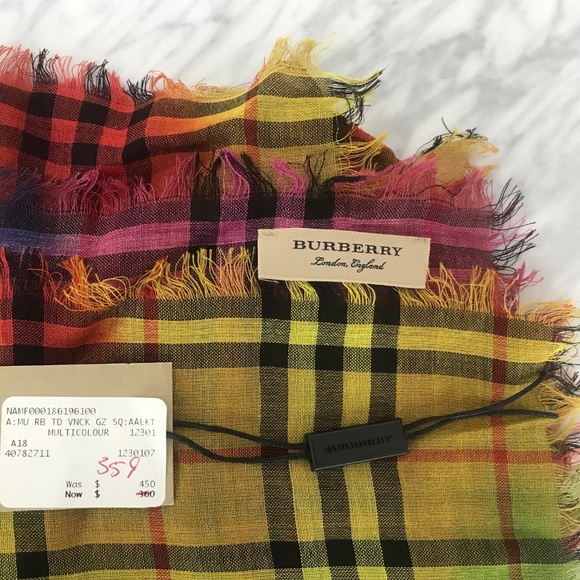 BURBERRY
London, England
NAMF000186196100
A:MU RB TD VNCK GZ SQ:AALKT
MULTICOLOUR 12301
A18
40782711 1230107
359
Was $ 450
Now $ 360
BURBERRY